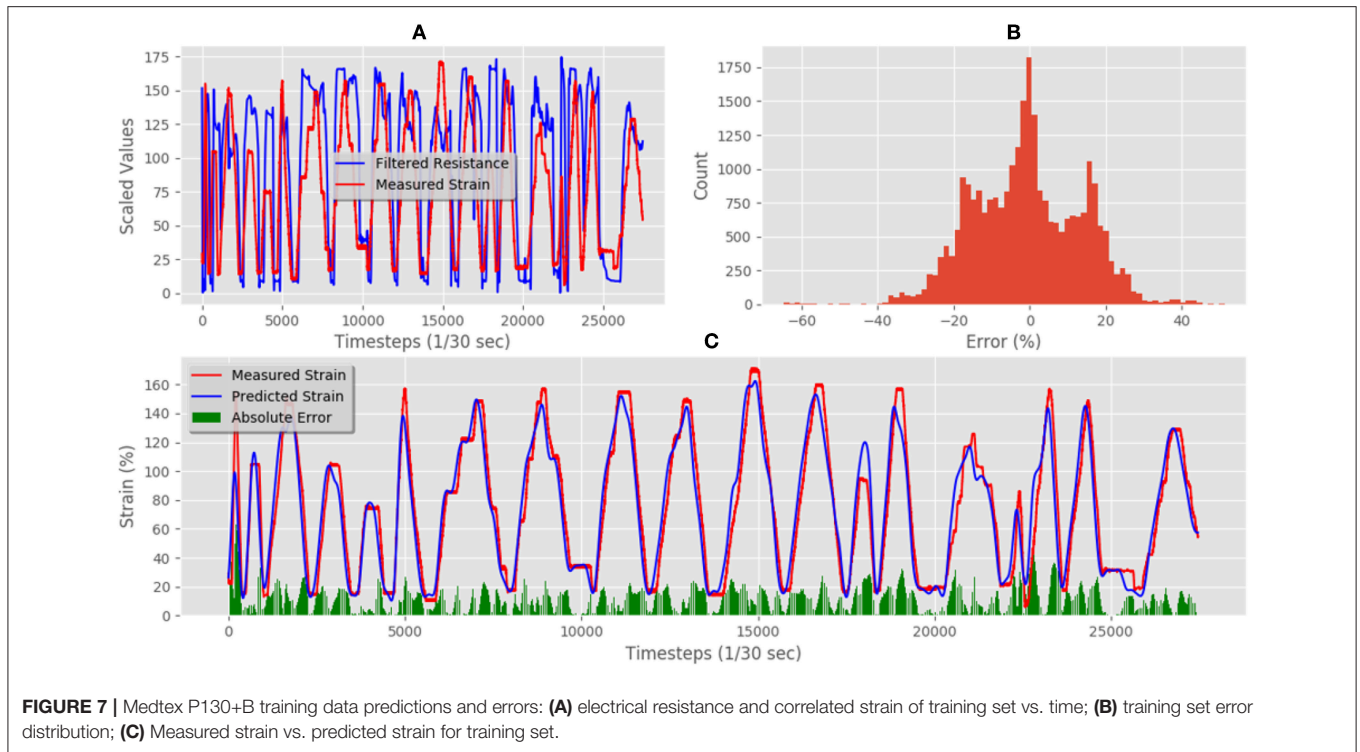 A
175
150
125
100
75
50
25
0
Scaled Values
Filtered Resistance
Measured Strain
0 5000 10000 15000 20000 25000
Timesteps (1/30 sec)
B
1750
1500
1250
1000
750
500
250
0
Count
−60 −40 −20 0 20 40
Error (%)
C
160
140
120
100
80
60
40
20
0
Strain (%)
Measured Strain
Predicted Strain
Absolute Error
0 5000 10000 15000 20000 25000
Timesteps (1/30 sec)
FIGURE 7 | Medtex P130+B training data predictions and errors: (A) electrical resistance and correlated strain of training set vs. time; (B) training set error
distribution; (C) Measured strain vs. predicted strain for training set.